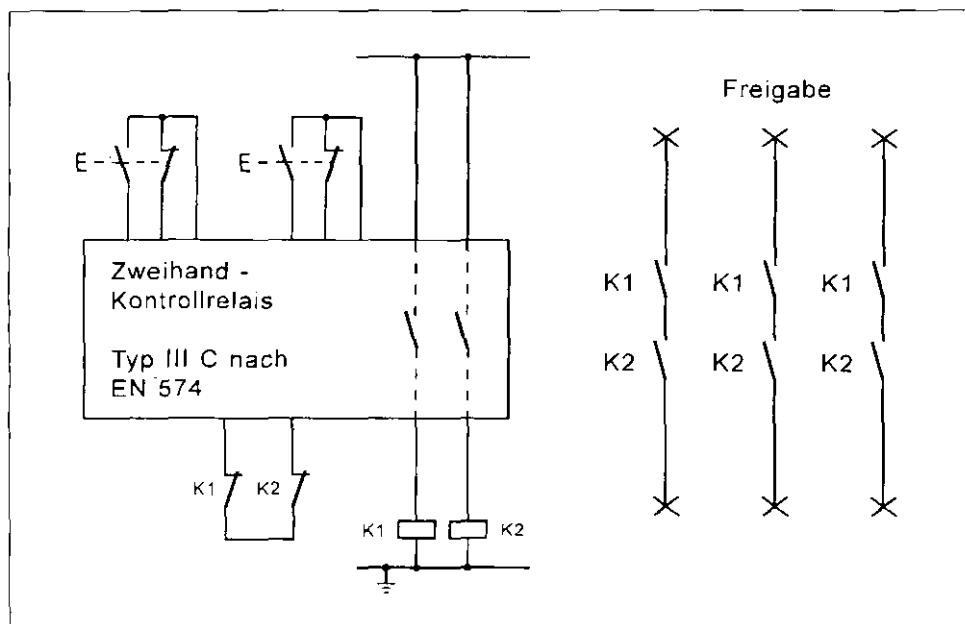 Freigabe
E
E
Zweihand -
Kontrollrelais
Typ III C nach
EN 574
K1
K1
K1
K2
K2
K2
K1
K2
K1
K2